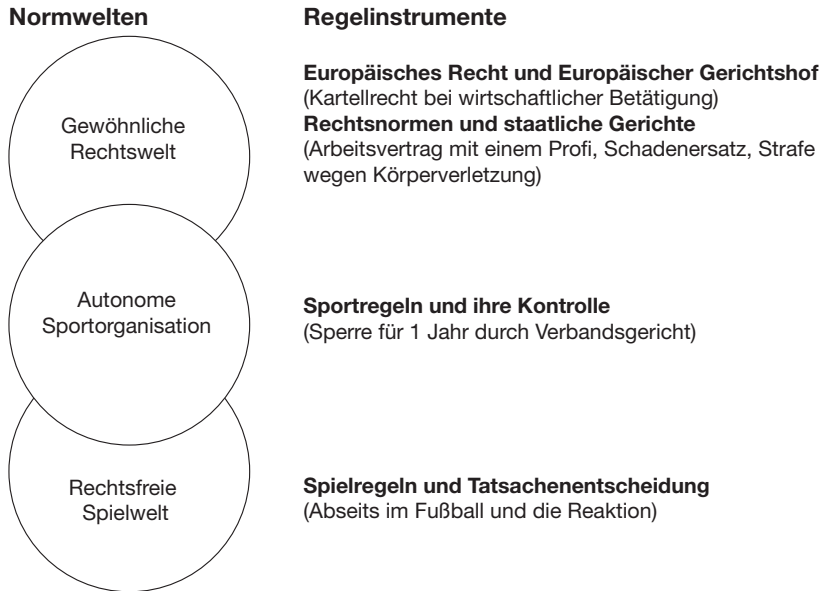 Normwelten
Regelinstrumente
Gewöhnliche
Rechtswelt
Europäisches Recht und Europäischer Gerichtshof
(Kartellrecht bei wirtschaftlicher Betätigung)
Rechtsnormen und staatliche Gerichte
(Arbeitsvertrag mit einem Profi, Schadenersatz, Strafe
wegen Körperverletzung)
Autonome
Sportorganisation
Sportregeln und ihre Kontrolle
(Sperre für 1 Jahr durch Verbandsgericht)
Rechtsfreie
Spielwelt
Spielregeln und Tatsachenentscheidung
(Abseits im Fußball und die Reaktion)